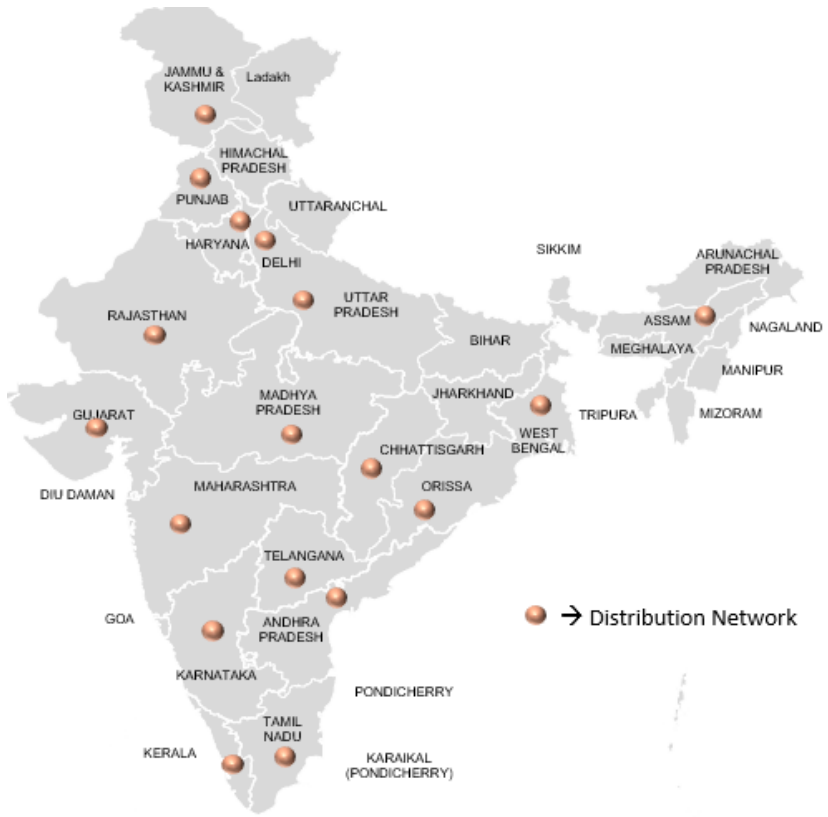 JAMMU &
KASHMIR
Ladakh
HIMACHAL
PRADESH
PUNJAB
UTTARANCHAL
HARYANA
DELHI
SIKKIM
ARUNACHAL
PRADESH
RAJASTHAN
UTTAR
PRADESH
ASSAM
NAGALAND
BIHAR
MEGHALAYA
MANIPUR
MADHYA
PRADESH
JHARKHAND
GUJARAT
TRIPURA
MIZORAM
WEST
BENGAL
CHHATTISGARH
DIU DAMAN
MAHARASHTRA
ORISSA
TELANGANA
GOA
ANDHRA
PRADESH
→ Distribution Network
KARNATAKA
PONDICHERRY
TAMIL
NADU
KERALA
KARAIKAL
(PONDICHERRY)